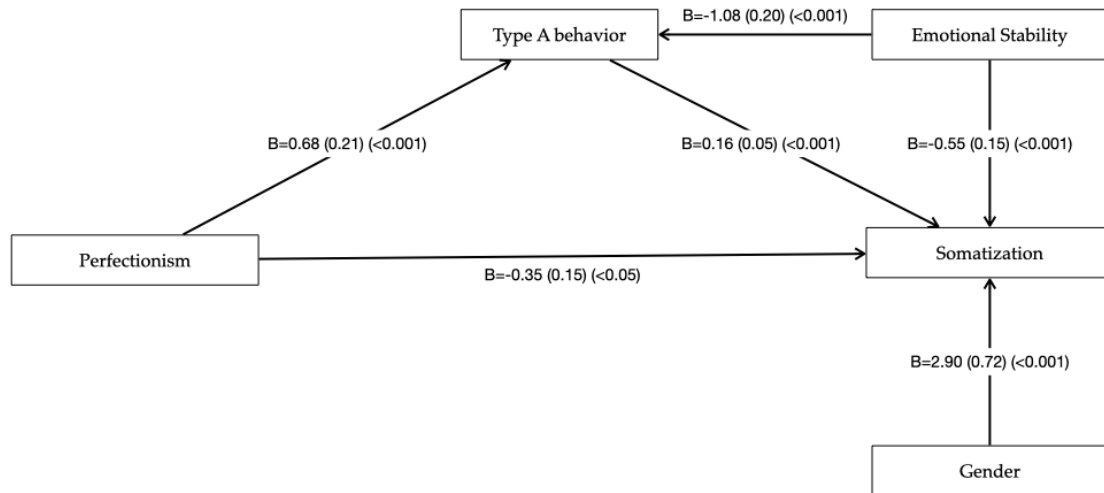 B=-1.08 (0.20) (<0.001)
Type A behavior
Emotional Stability
B=0.68 (0.21) (<0.001)
B=0.16 (0.05) (<0.001)
B=-0.55 (0.15) (<0.001)
Perfectionism
Somatization
B=-0.35 (0.15) (<0.05)
B=2.90 (0.72) (<0.001)
Gender